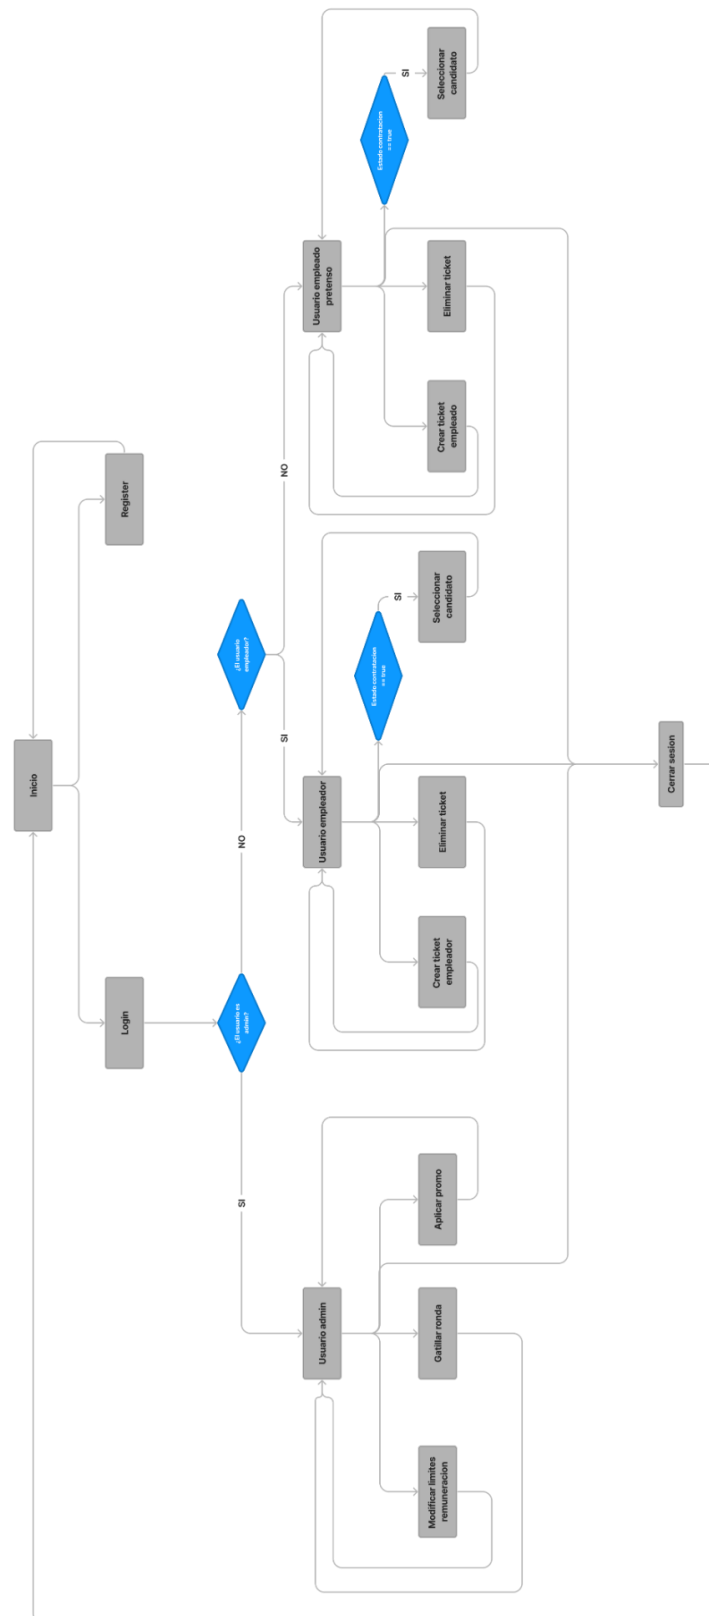 Inicio
Login
Register
SI
¿El usuario es
admin?
NO
¿El usuario
empleador?
SI
NO
Usuario admin
Usuario empleador
Usuario empleado
pretenso
Estado contratacion
== true
SI
Estado contratacion
== true
SI
Modificar limites
remuneracion
Gatillar ronda
Aplicar promo
Crear ticket
empleador
Eliminar ticket
Seleccionar
candidato
Crear ticket
empleado
Eliminar ticket
Seleccionar
candidato
Cerrar sesion